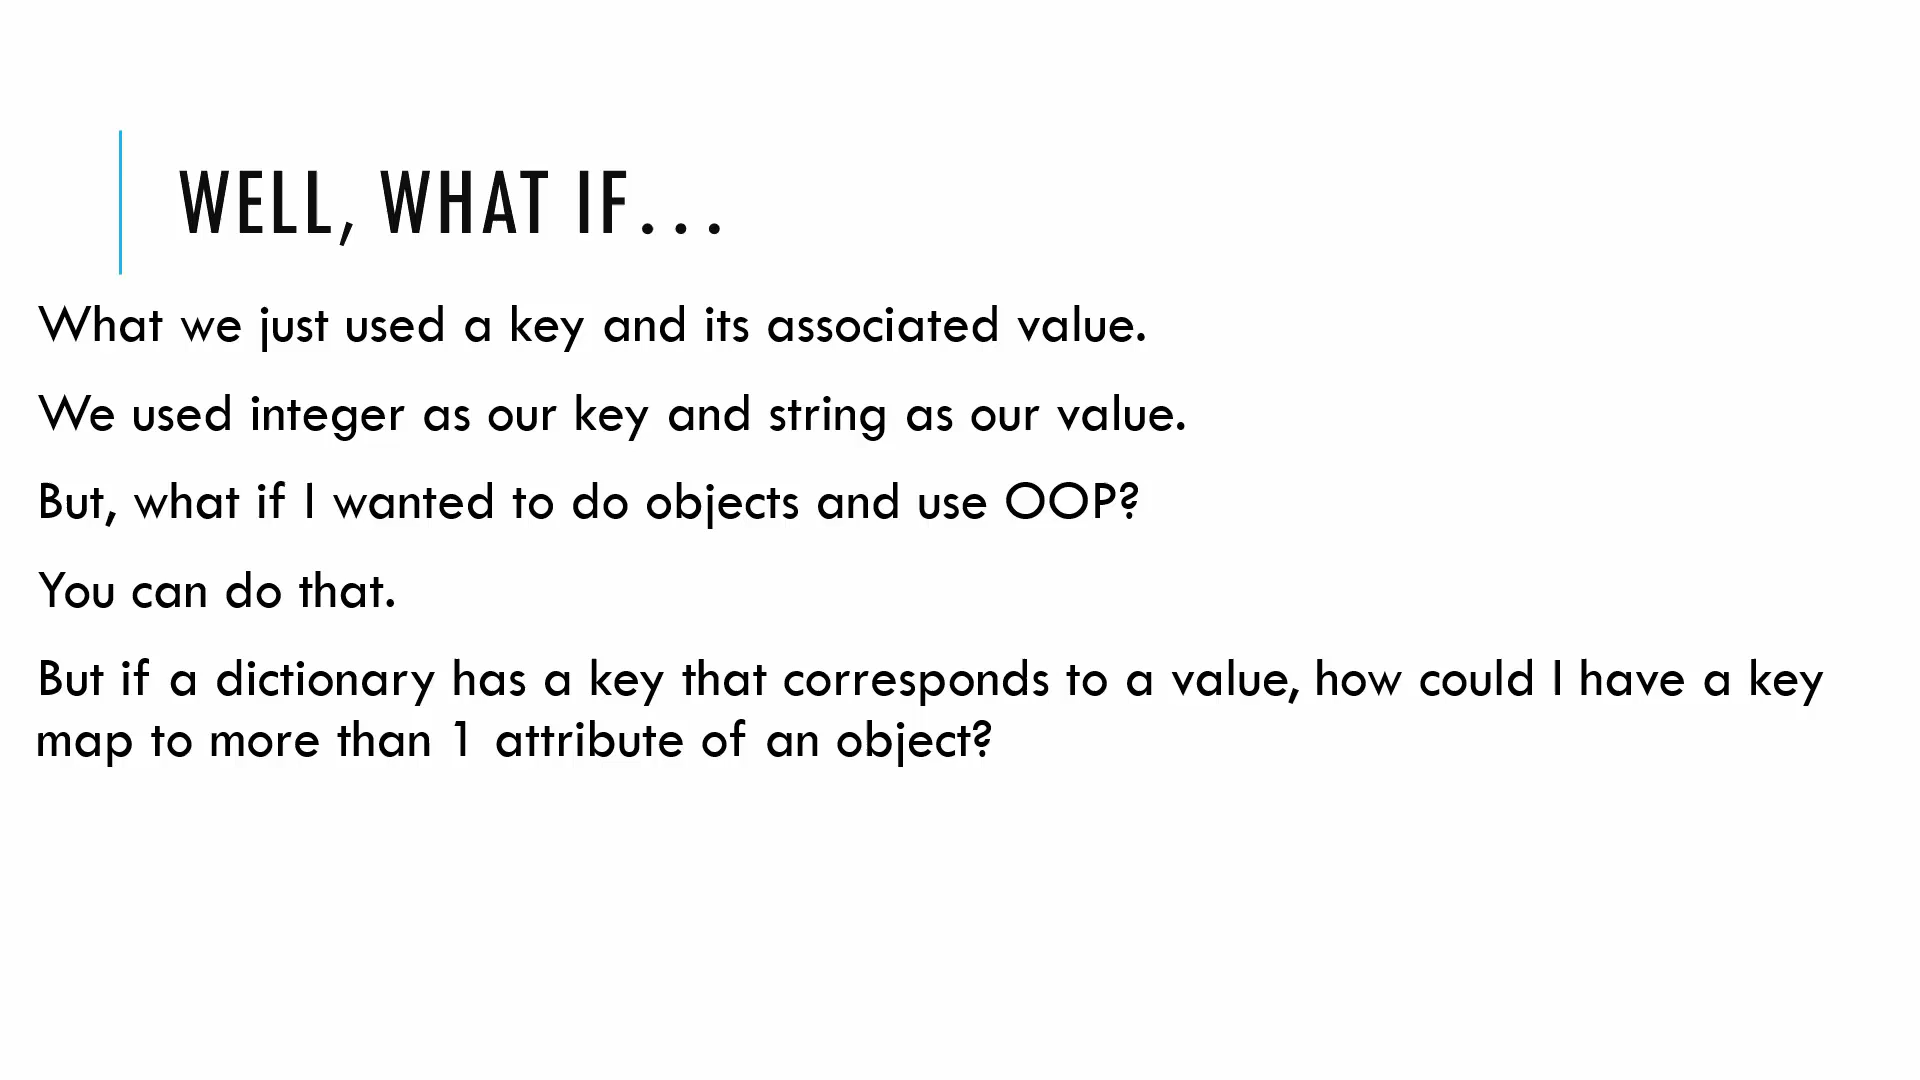 WELL, WHAT IF...
What we just used a key and its associated value.
We used integer as our key and string as our value.
But, what if I wanted to do objects and use OOP?
You can do that.
But if a dictionary has a key that corresponds to a value, how could I have a key
map to more than 1 attribute of an object?